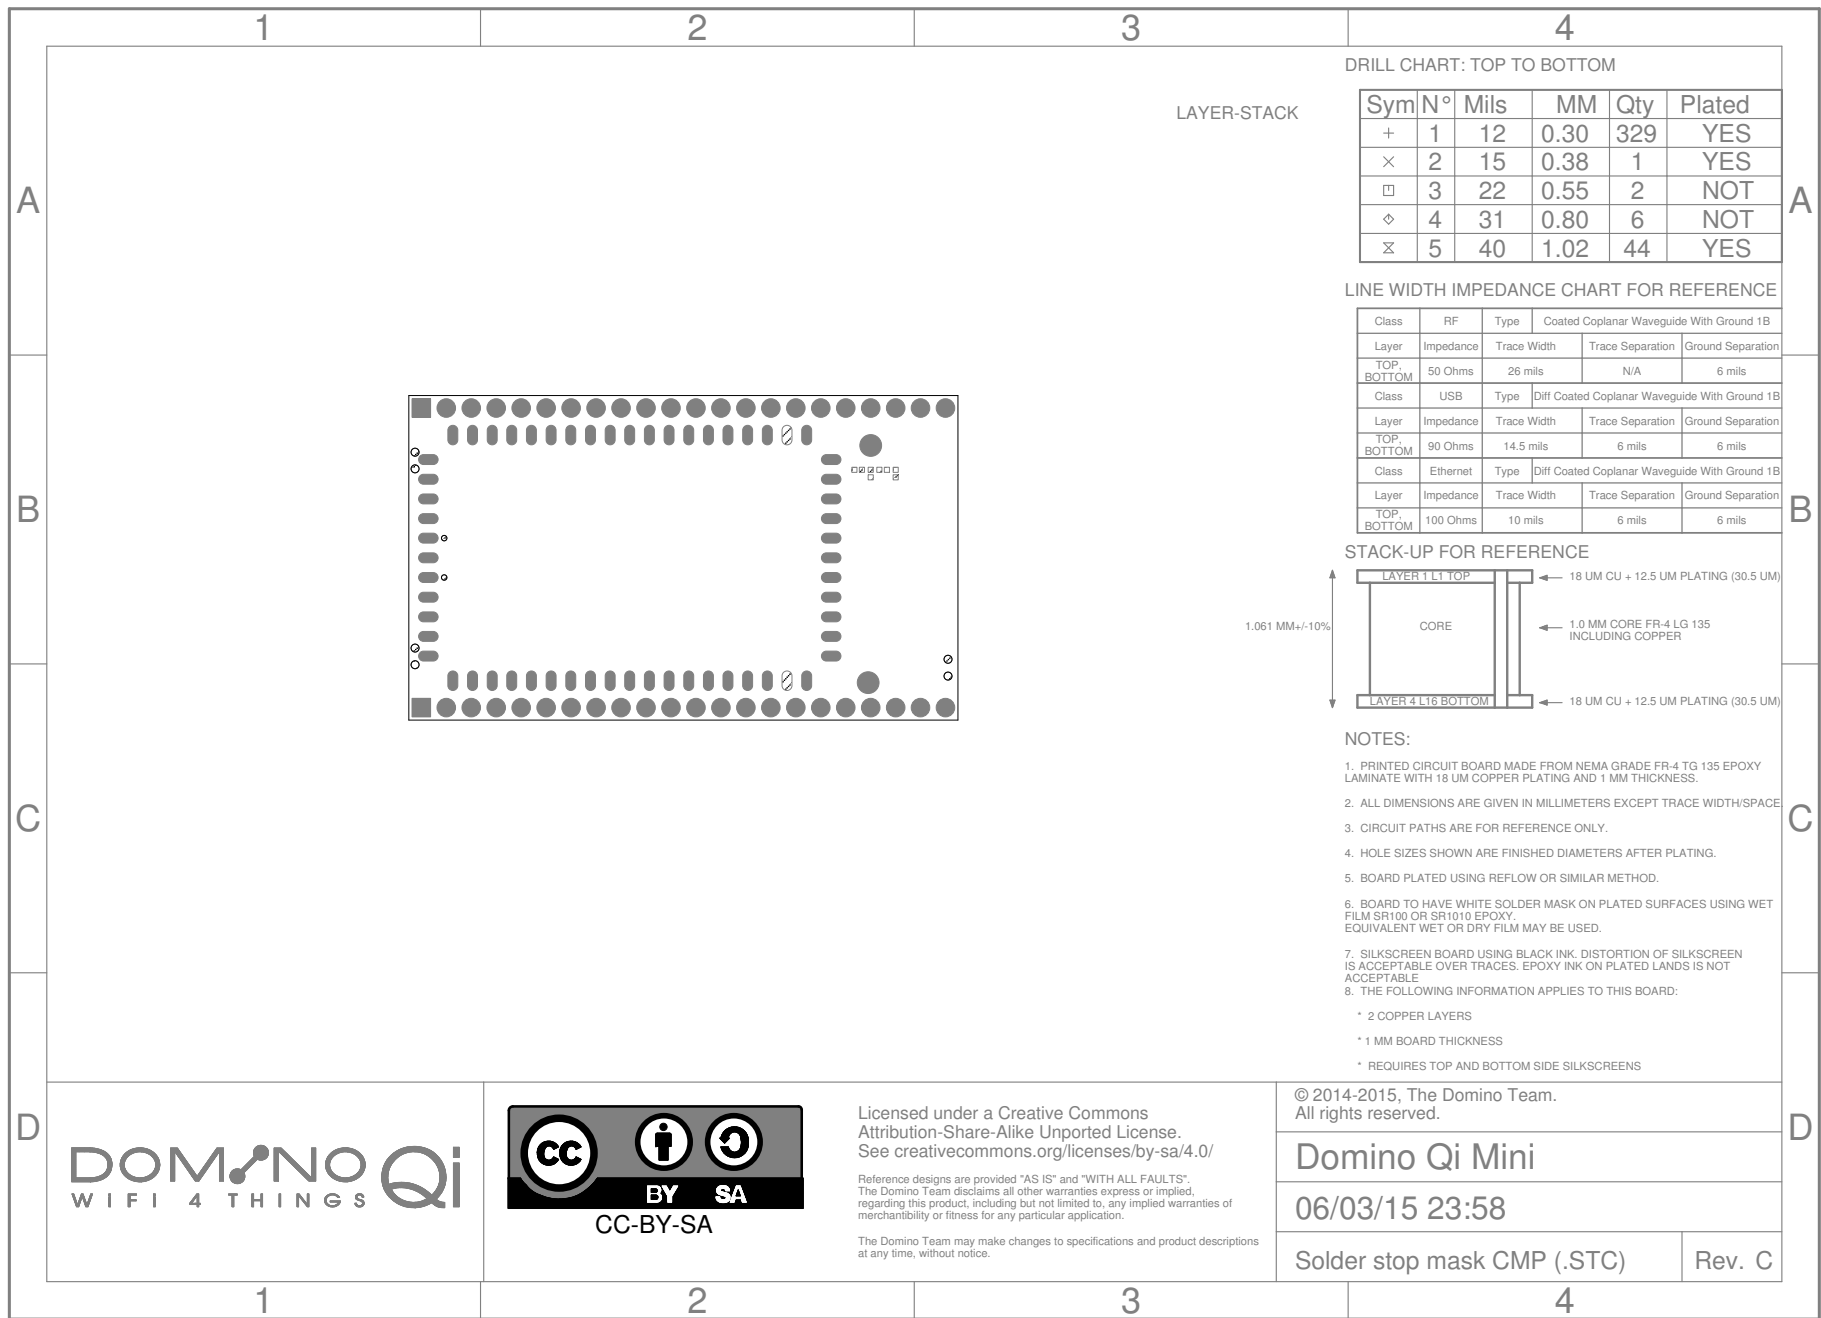 1 2 3 4
A
B
C
D
A
B
C
D
1 2 3 4
LAYER-STACK
DRILL CHART: TOP TO BOTTOM
Sym N° Mils MM Qty Plated
+ 1 12 0.30 329 YES
× 2 15 0.38 1 YES
3 22 0.55 2 NOT
4 31 0.80 6 NOT
5 40 1.02 44 YES
LINE WIDTH IMPEDANCE CHART FOR REFERENCE
Class RF Type Coated Coplanar Waveguide With Ground 1B
Layer Impedance Trace Width Trace Separation Ground Separation
TOP,
BOTTOM 50 Ohms 26 mils N/A 6 mils
Class USB Type Diff Coated Coplanar Waveguide With Ground 1B
Layer Impedance Trace Width Trace Separation Ground Separation
TOP,
BOTTOM 90 Ohms 14.5 mils 6 mils 6 mils
Class Ethernet Type Diff Coated Coplanar Waveguide With Ground 1B
Layer Impedance Trace Width Trace Separation Ground Separation
TOP,
BOTTOM 100 Ohms 10 mils 6 mils 6 mils
STACK-UP FOR REFERENCE
LAYER 1 L1 TOP 18 UM CU + 12.5 UM PLATING (30.5 UM)
1.061 MM+/-10% CORE 1.0 MM CORE FR-4 LG 135
INCLUDING COPPER
LAYER 4 L16 BOTTOM 18 UM CU + 12.5 UM PLATING (30.5 UM)
NOTES:
1. PRINTED CIRCUIT BOARD MADE FROM NEMA GRADE FR-4 TG 135 EPOXY
LAMINATE WITH 18 UM COPPER PLATING AND 1 MM THICKNESS.
2. ALL DIMENSIONS ARE GIVEN IN MILLIMETERS EXCEPT TRACE WIDTH/SPACE
3. CIRCUIT PATHS ARE FOR REFERENCE ONLY.
4. HOLE SIZES SHOWN ARE FINISHED DIAMETERS AFTER PLATING.
5. BOARD PLATED USING REFLOW OR SIMILAR METHOD.
6. BOARD TO HAVE WHITE SOLDER MASK ON PLATED SURFACES USING WET
FILM SR100 OR SR1010 EPOXY.
EQUIVALENT WET OR DRY FILM MAY BE USED.
7. SILKSCREEN BOARD USING BLACK INK. DISTORTION OF SILKSCREEN
IS ACCEPTABLE OVER TRACES. EPOXY INK ON PLATED LANDS IS NOT
ACCEPTABLE
8. THE FOLLOWING INFORMATION APPLIES TO THIS BOARD:
* 2 COPPER LAYERS
* 1 MM BOARD THICKNESS
* REQUIRES TOP AND BOTTOM SIDE SILKSCREENS
DOMINO Qi
WIFI 4 THINGS
cc
BY SA
CC-BY-SA
Licensed under a Creative Commons
Attribution-Share-Alike Unported License.
See creativecommons.org/licenses/by-sa/4.0/
Reference designs are provided "AS IS" and "WITH ALL FAULTS".
The Domino Team disclaims all other warranties express or implied,
regarding this product, including but not limited to, any implied warranties of
merchantibility or fitness for any particular application.
The Domino Team may make changes to specifications and product descriptions
at any time, without notice.
© 2014-2015, The Domino Team.
All rights reserved.
Domino Qi Mini
06/03/15 23:58
Solder stop mask CMP (.STC) Rev. C